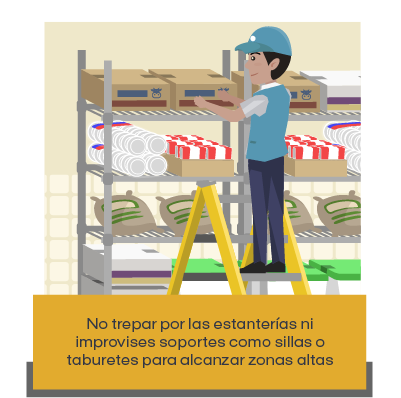 No trepar por las estanterías ni
improvises soportes como sillas o
taburetes para alcanzar zonas altas